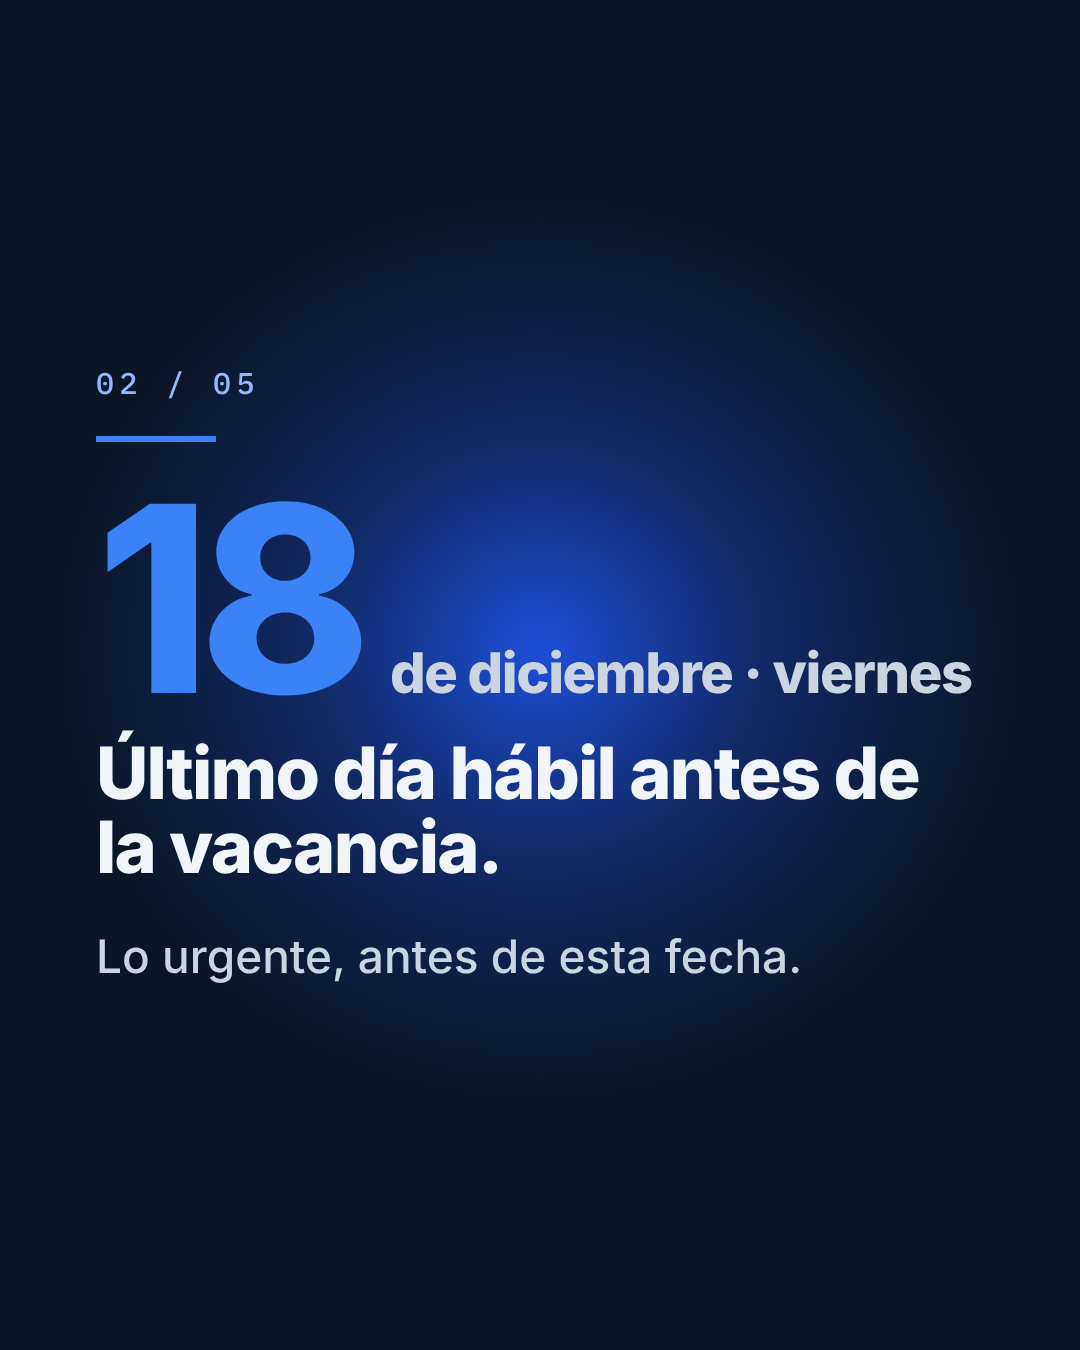 02 / 05
18 de diciembre · viernes
Último día hábil antes de
la vacancia.
Lo urgente, antes de esta fecha.